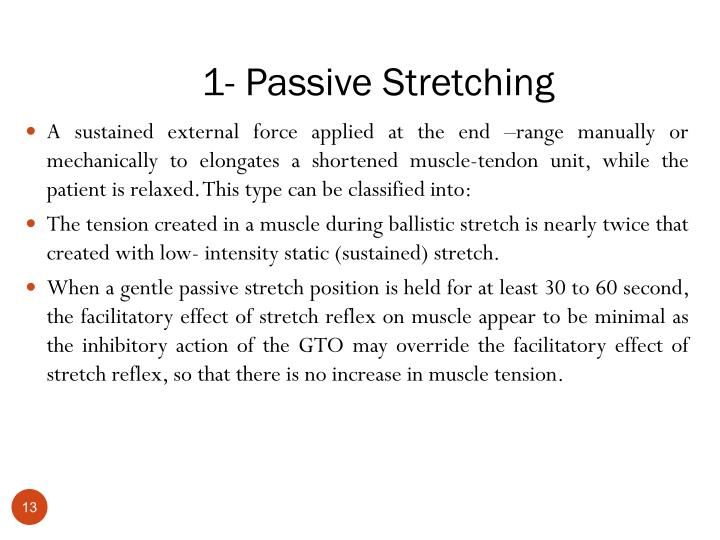 1- Passive Stretching
• A sustained external force applied at the end –range manually or
mechanically to elongates a shortened muscle-tendon unit, while the
patient is relaxed. This type can be classified into:
• The tension created in a muscle during ballistic stretch is nearly twice that
created with low- intensity static (sustained) stretch.
• When a gentle passive stretch position is held for at least 30 to 60 second,
the facilitatory effect of stretch reflex on muscle appear to be minimal as
the inhibitory action of the GTO may override the facilitatory effect of
stretch reflex, so that there is no increase in muscle tension.
13